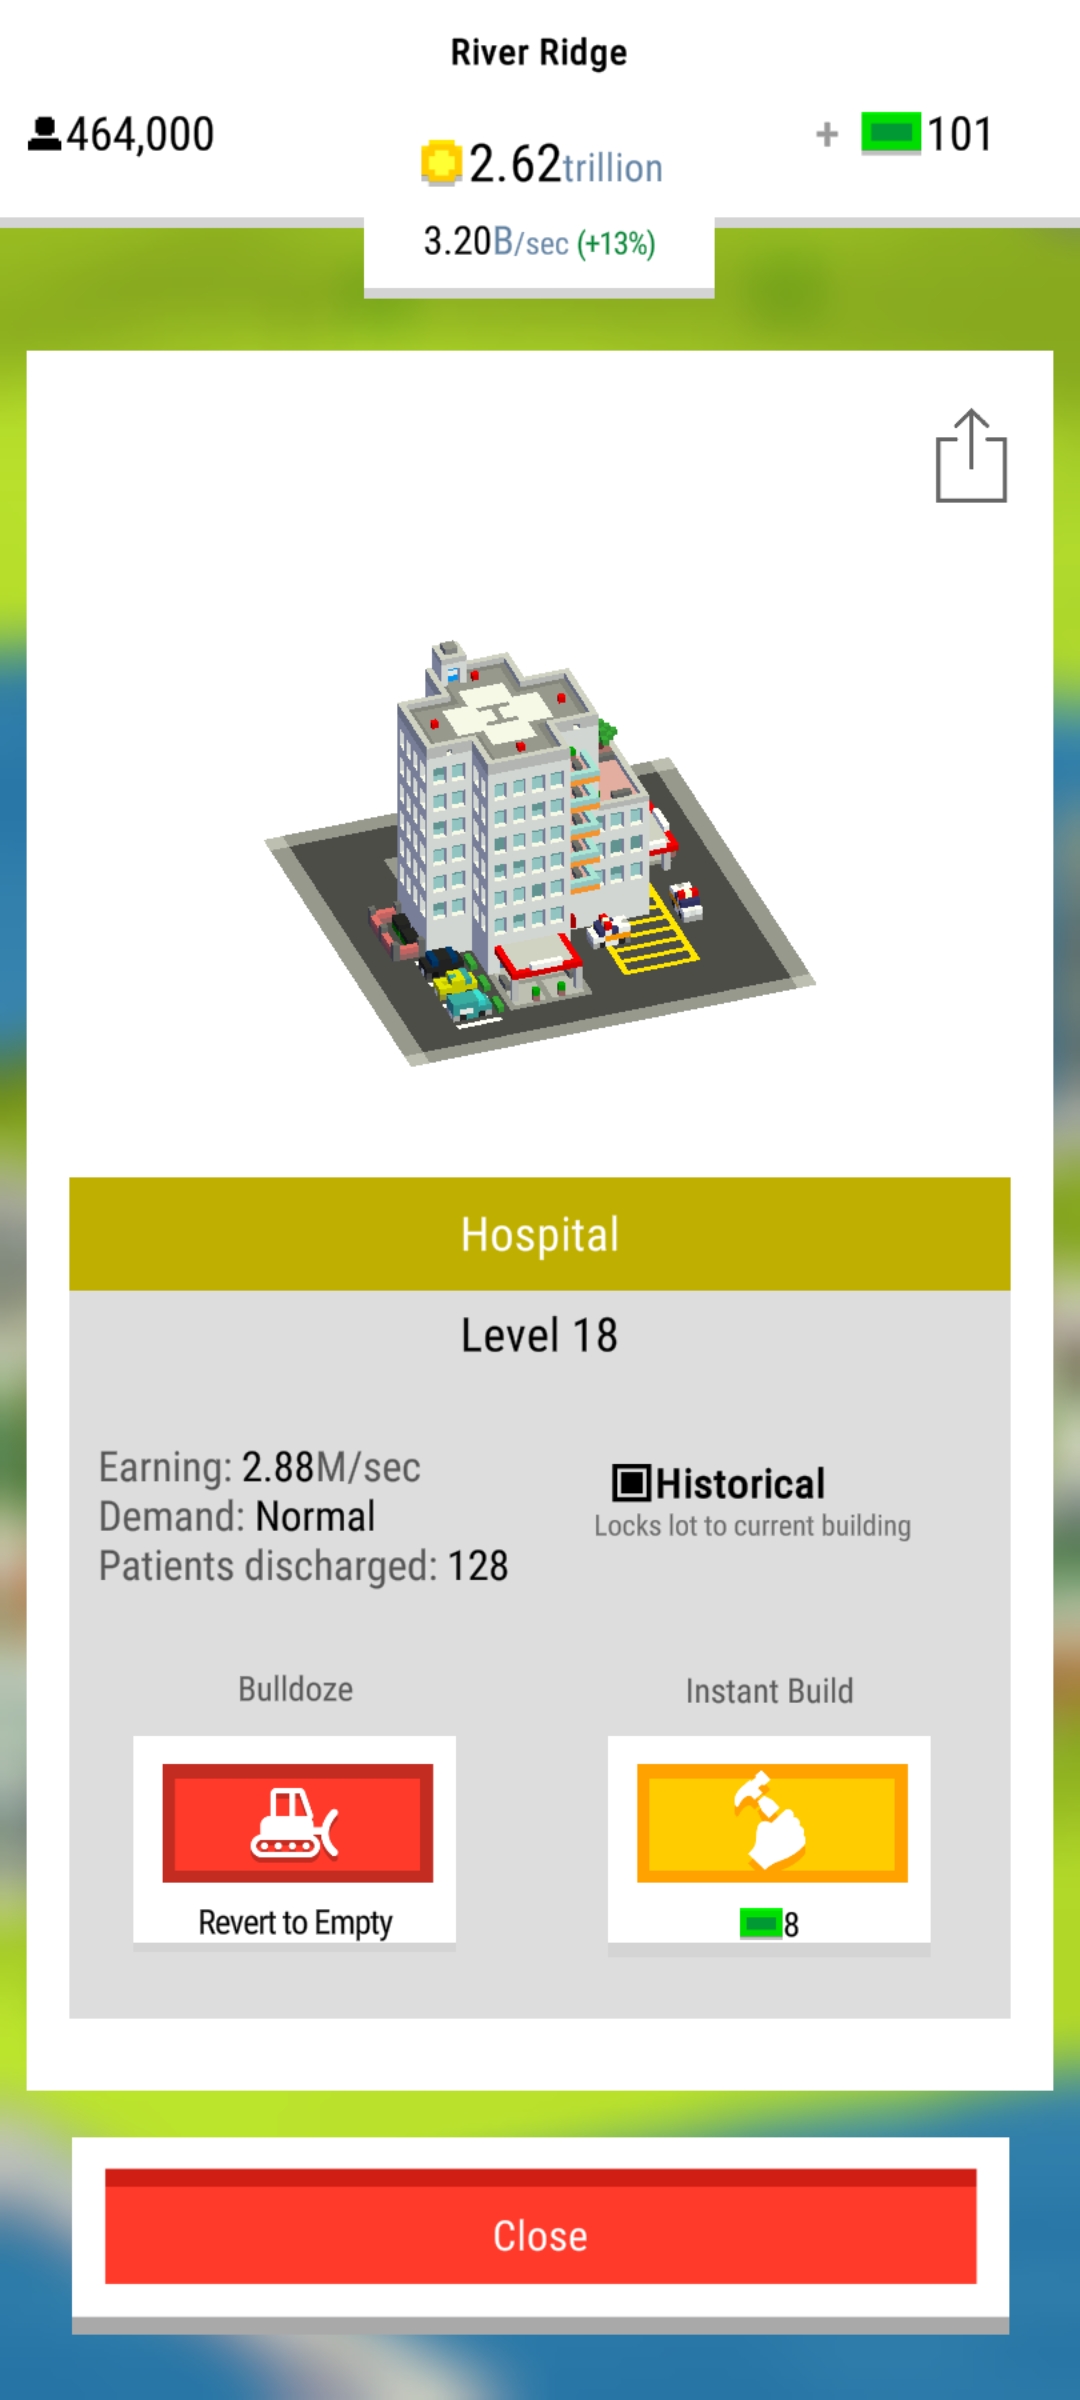 River Ridge
464,000
2.62trillion
+ 101
3.20B/sec (+13%)
H
Hospital
Level 18
Earning: 2.88M/sec
Demand: Normal
Patients discharged: 128
Historical
Locks lot to current building
Bulldoze
Instant Build
Revert to Empty
8
Close